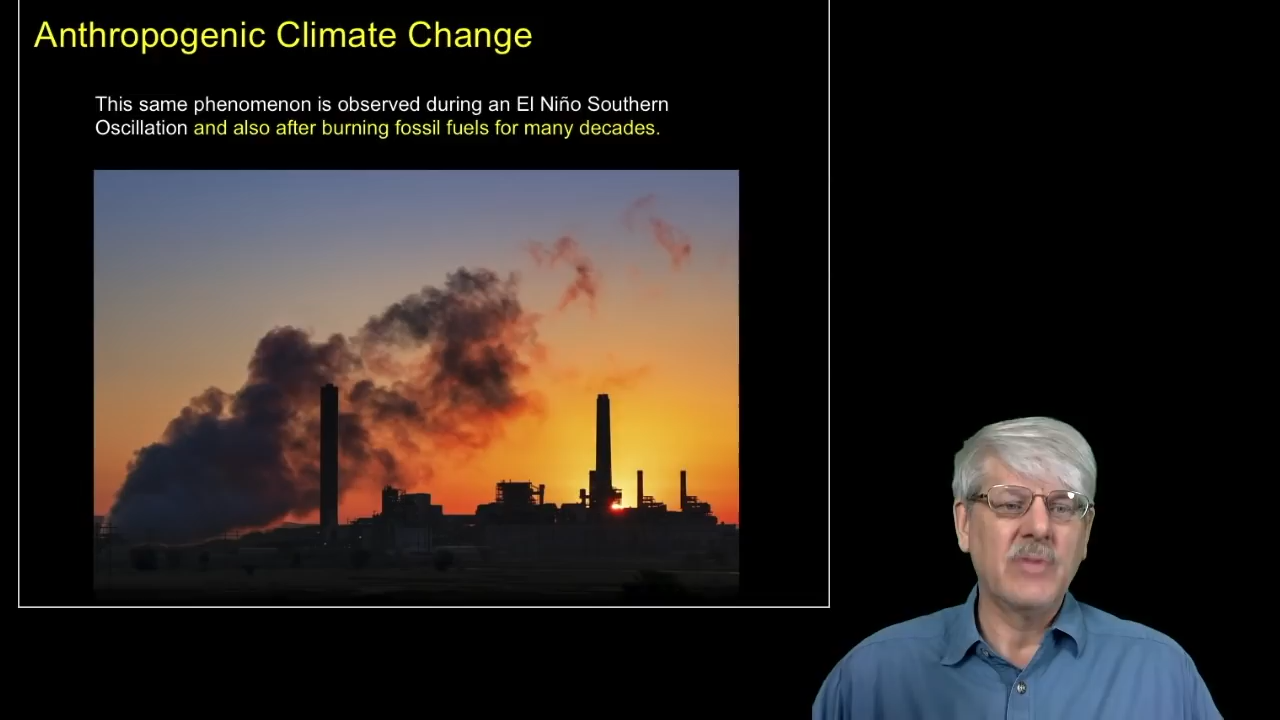 Anthropogenic Climate Change
This same phenomenon is observed during an El Niño Southern
Oscillation and also after burning fossil fuels for many decades.